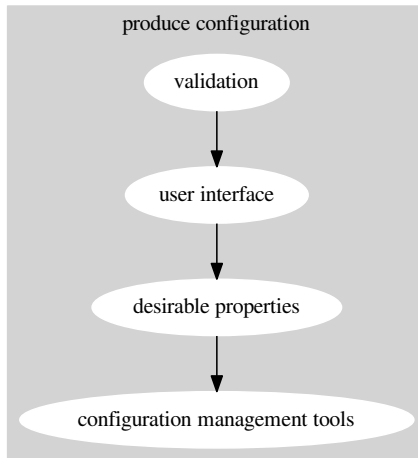 produce configuration
validation
user interface
desirable properties
configuration management tools